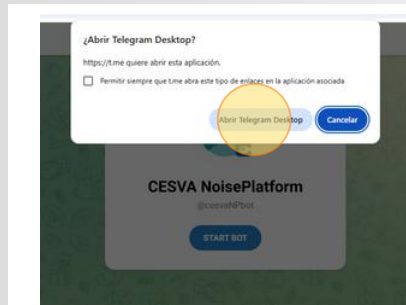 ¿Abrir Telegram Desktop?
https://t.me quiere abrir esta aplicación.
Permitir siempre que t.me abra este tipo de enlaces en la aplicación asociada
Abrir Telegram Desktop
Cancelar
CESVA NoisePlatform
@cesvaNPbot
START BOT